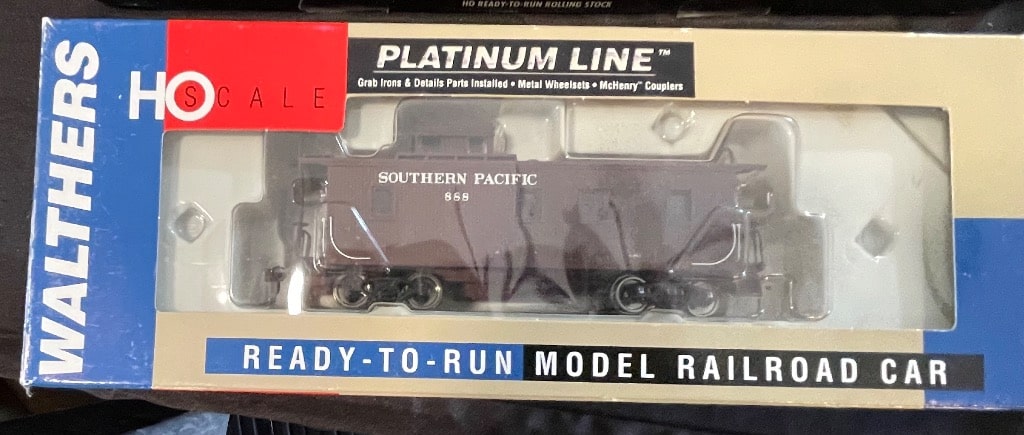 HO READY-TO-RUN ROLLING STOCK
WALTHERS
HO SCALE
PLATINUM LINE™
Grab Irons & Details Parts Installed • Metal Wheelsets • McHenry™ Couplers
SOUTHERN PACIFIC
888
READY-TO-RUN MODEL RAILROAD CAR